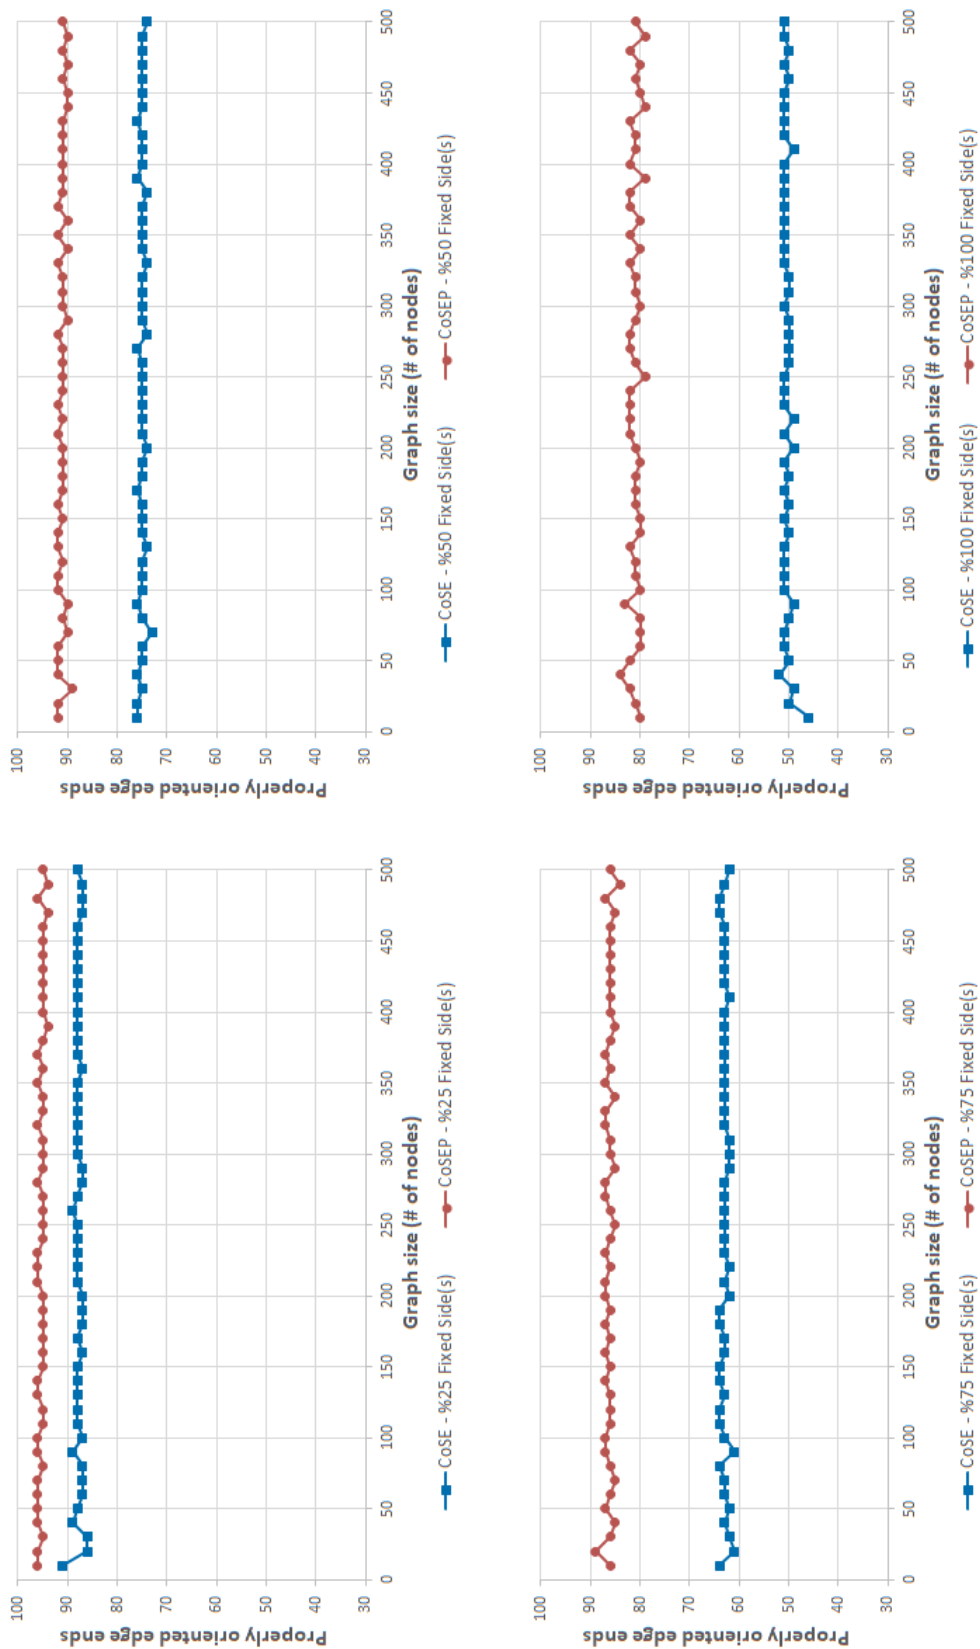 Properly oriented edge ends
100
90
80
70
60
50
40
30
0 50 100 150 200 250 300 350 400 450 500
Graph size (# of nodes)
CoSE - %25 Fixed Side(s) CoSEP - %25 Fixed Side(s)
Properly oriented edge ends
100
90
80
70
60
50
40
30
0 50 100 150 200 250 300 350 400 450 500
Graph size (# of nodes)
CoSE - %50 Fixed Side(s) CoSEP - %50 Fixed Side(s)
Properly oriented edge ends
100
90
80
70
60
50
40
30
0 50 100 150 200 250 300 350 400 450 500
Graph size (# of nodes)
CoSE - %75 Fixed Side(s) CoSEP - %75 Fixed Side(s)
Properly oriented edge ends
100
90
80
70
60
50
40
30
0 50 100 150 200 250 300 350 400 450 500
Graph size (# of nodes)
CoSE - %100 Fixed Side(s) CoSEP - %100 Fixed Side(s)